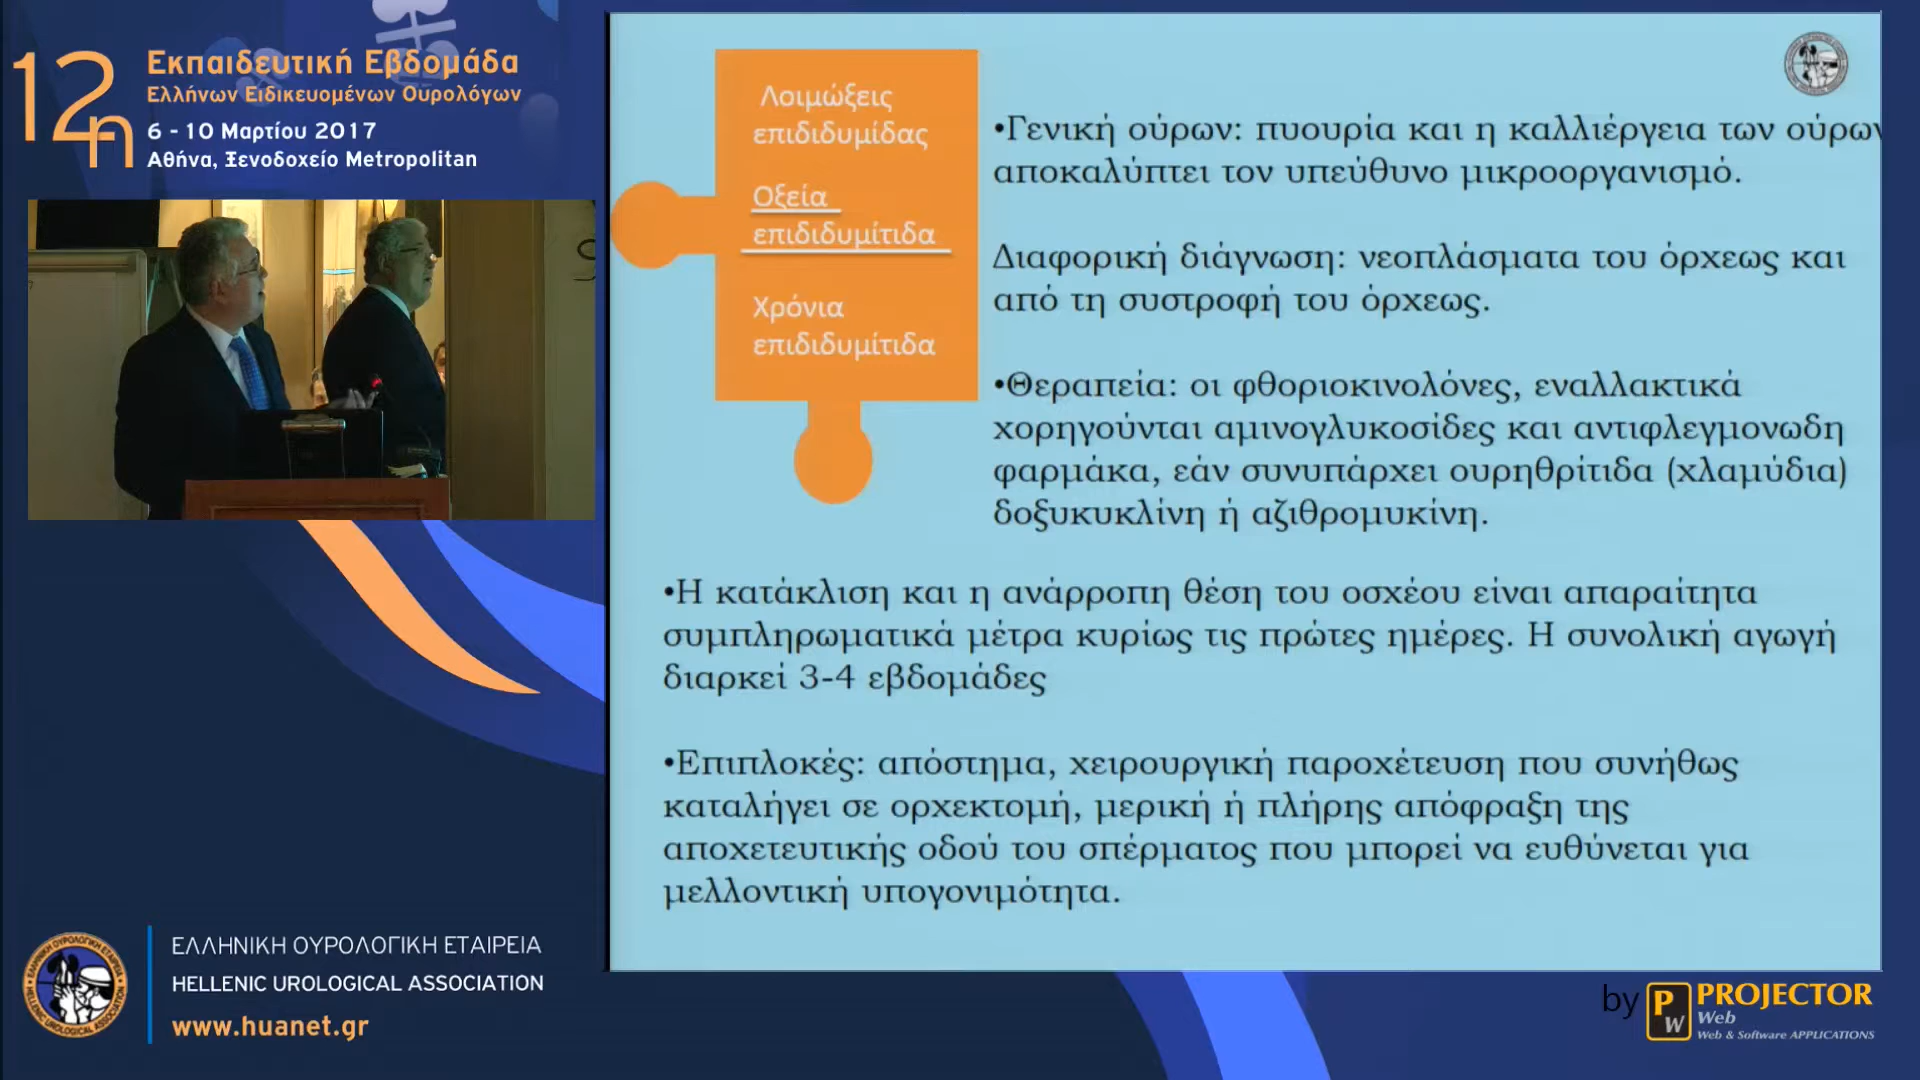 12η
Εκπαιδευτική Εβδομάδα
Ελλήνων Ειδικευομένων Ουρολόγων
6 - 10 Μαρτίου 2017
Αθήνα, Ξενοδοχείο Metropolitan
Λοιμώξεις
επιδιδυμίδας
Οξεία
επιδιδυμίτιδα
Χρόνια
επιδιδυμίτιδα
•Γενική ούρων: πυουρία και η καλλιέργεια των ούρων
αποκαλύπτει τον υπεύθυνο μικροοργανισμό.
Διαφορική διάγνωση: νεοπλάσματα του όρχεως και
από τη συστροφή του όρχεως.
•Θεραπεία: οι φθοριοκινολόνες, εναλλακτικά
χορηγούνται αμινογλυκοσίδες και αντιφλεγμονωδη
φαρμάκα, εάν συνυπάρχει ουρηθρίτιδα (χλαμύδια)
δοξυκυκλίνη ή αζιθρομυκίνη.
•Η κατάκλιση και η ανάρροπη θέση του οσχέου είναι απαραίτητα
συμπληρωματικά μέτρα κυρίως τις πρώτες ημέρες. Η συνολική αγωγή
διαρκεί 3-4 εβδομάδες
•Επιπλοκές: απόστημα, χειρουργική παροχέτευση που συνήθως
καταλήγει σε ορχεκτομή, μερική ή πλήρης απόφραξη της
αποχετευτικής οδού του σπέρματος που μπορεί να ευθύνεται για
μελλοντική υπογονιμότητα.
ΕΛΛΗΝΙΚΗ ΟΥΡΟΛΟΓΙΚΗ ΕΤΑΙΡΕΙΑ
HELLENIC UROLOGICAL ASSOCIATION
www.huanet.gr
by PW PROJECTOR
Web
Web & Software APPLICATIONS